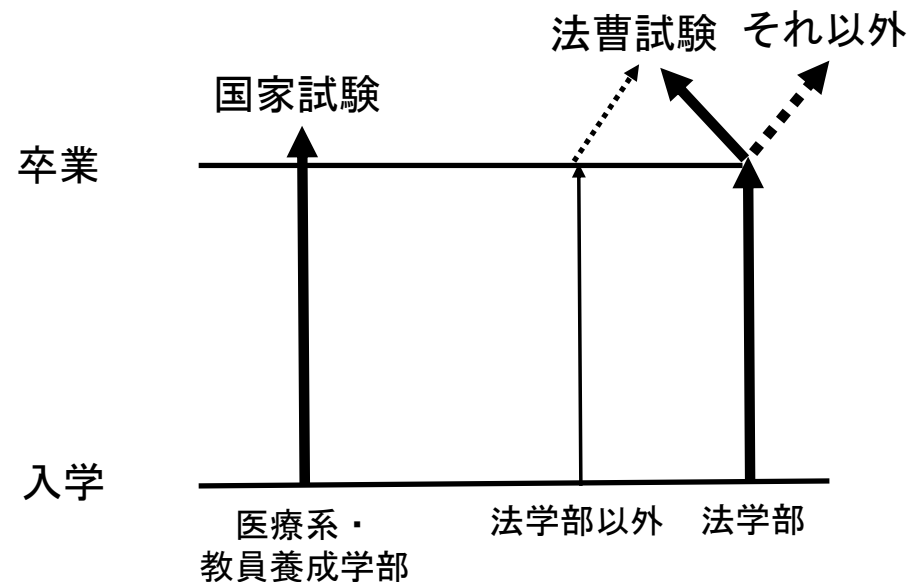 法曹試験 それ以外
国家試験
卒業
入学
医療系・
教員養成学部
法学部以外
法学部